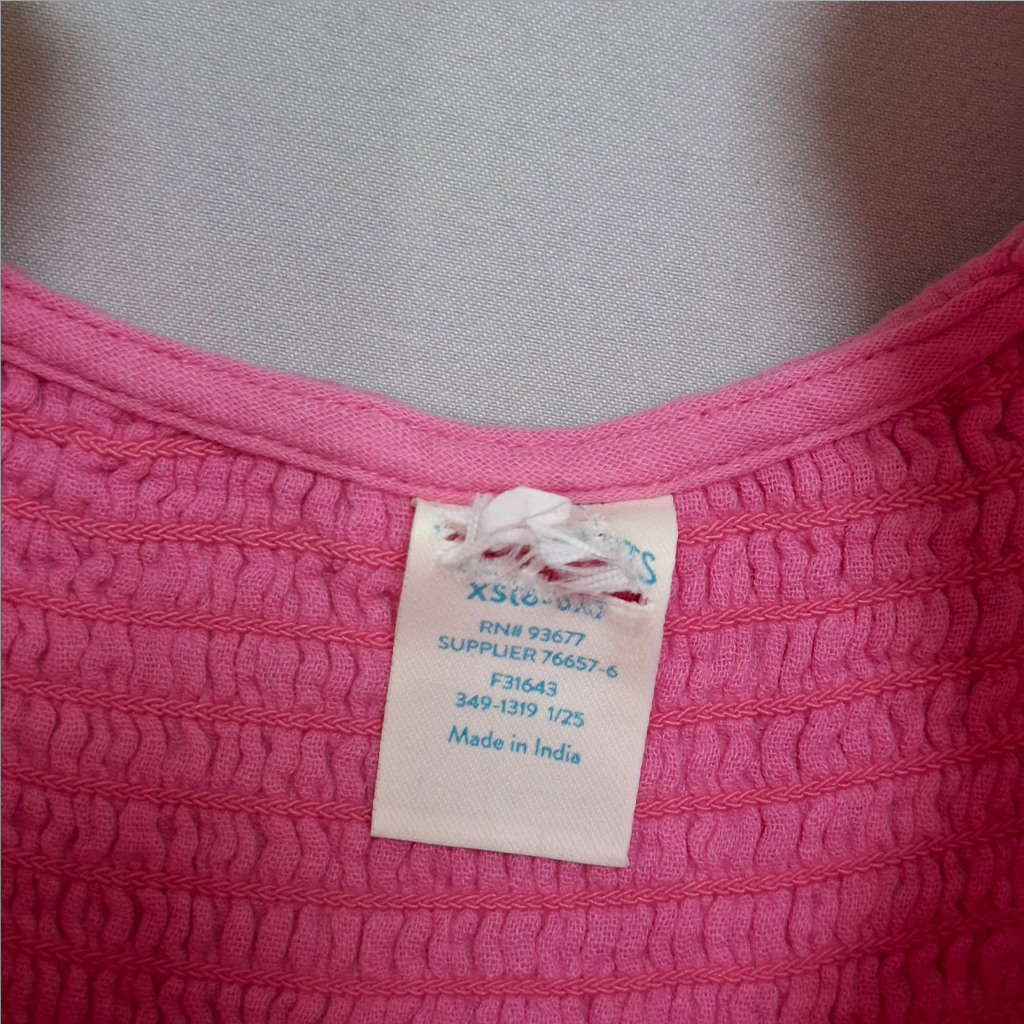 RN# 93677
SUPPLIER 76657-6
F31643
349-1319 1/25
Made in India